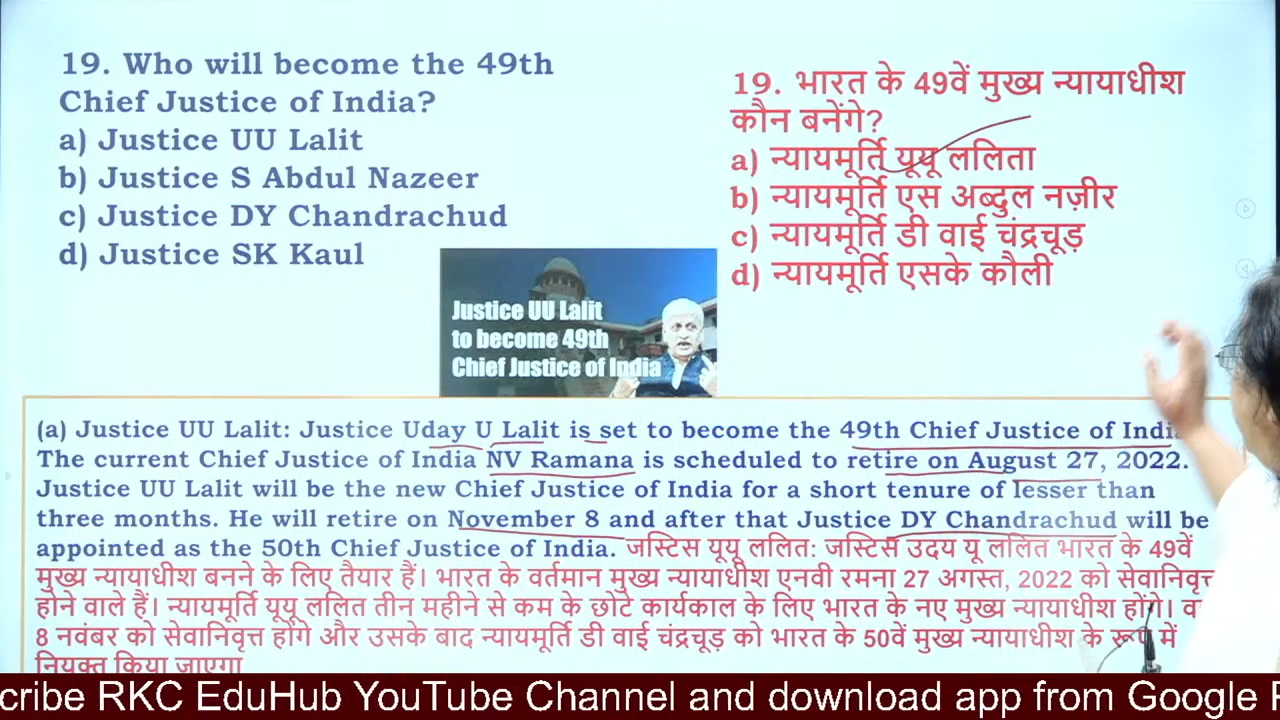 19. Who will become the 49th
Chief Justice of India?
a) Justice UU Lalit
b) Justice S Abdul Nazeer
c) Justice DY Chandrachud
d) Justice SK Kaul
19. भारत के 49वें मुख्य न्यायाधीश
कौन बनेंगे?
a) न्यायमूर्ति यूयू ललिता
b) न्यायमूर्ति एस अब्दुल नज़ीर
c) न्यायमूर्ति डी वाई चंद्रचूड़
d) न्यायमूर्ति एसके कौली
Justice UU Lalit
to become 49th
Chief Justice of India
(a) Justice UU Lalit: Justice Uday U Lalit is set to become the 49th Chief Justice of India
The current Chief Justice of India NV Ramana is scheduled to retire on August 27, 2022.
Justice UU Lalit will be the new Chief Justice of India for a short tenure of lesser than
three months. He will retire on November 8 and after that Justice DY Chandrachud will be
appointed as the 50th Chief Justice of India. जस्टिस यूयू ललित: जस्टिस उदय यू ललित भारत के 49वें
मुख्य न्यायाधीश बनने के लिए तैयार हैं। भारत के वर्तमान मुख्य न्यायाधीश एनवी रमना 27 अगस्त, 2022 को सेवानिवृत्त
होने वाले हैं। न्यायमूर्ति यूयू ललित तीन महीने से कम के छोटे कार्यकाल के लिए भारत के नए मुख्य न्यायाधीश होंगे।
8 नवंबर को सेवानिवृत्त होंगे और उसके बाद न्यायमूर्ति डी वाई चंद्रचूड़ को भारत के 50वें मुख्य न्यायाधीश के रूप में
नियुक्त किया जाएगा
cribe RKC EduHub YouTube Channel and download app from Google